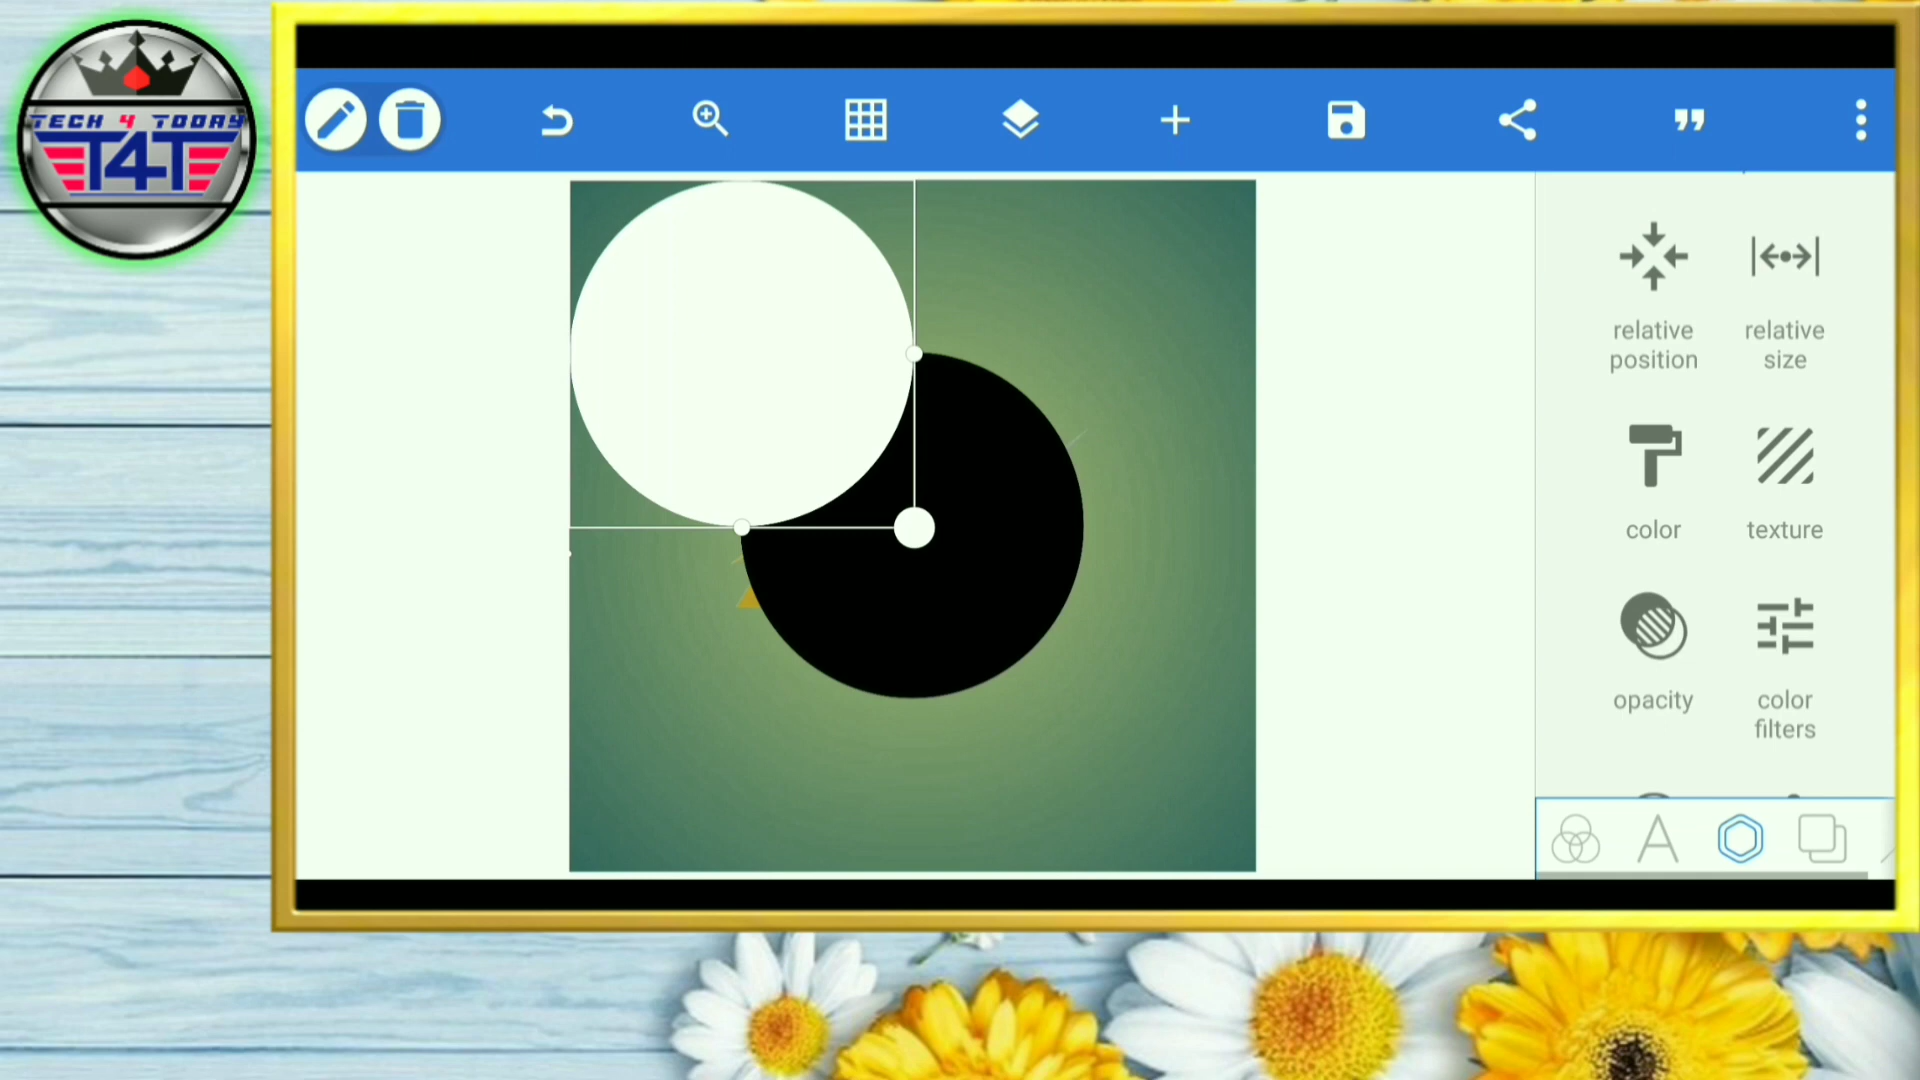 TECH 4 TODAY
T4T
relative
position
relative
size
color
texture
opacity
color
filters